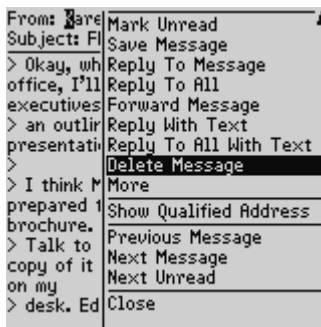 From: Kare
Subject: Fl
> Okay, wh
office, I'll
executives
> an outlin
presentati
>
> I think M
prepared t
brochure.
> Talk to
copy of it
on my
> desk. Ed
Mark Unread
Save Message
Reply To Message
Reply To All
Forward Message
Reply With Text
Reply To All With Text
Delete Message
More
Show Qualified Address
Previous Message
Next Message
Next Unread
Close